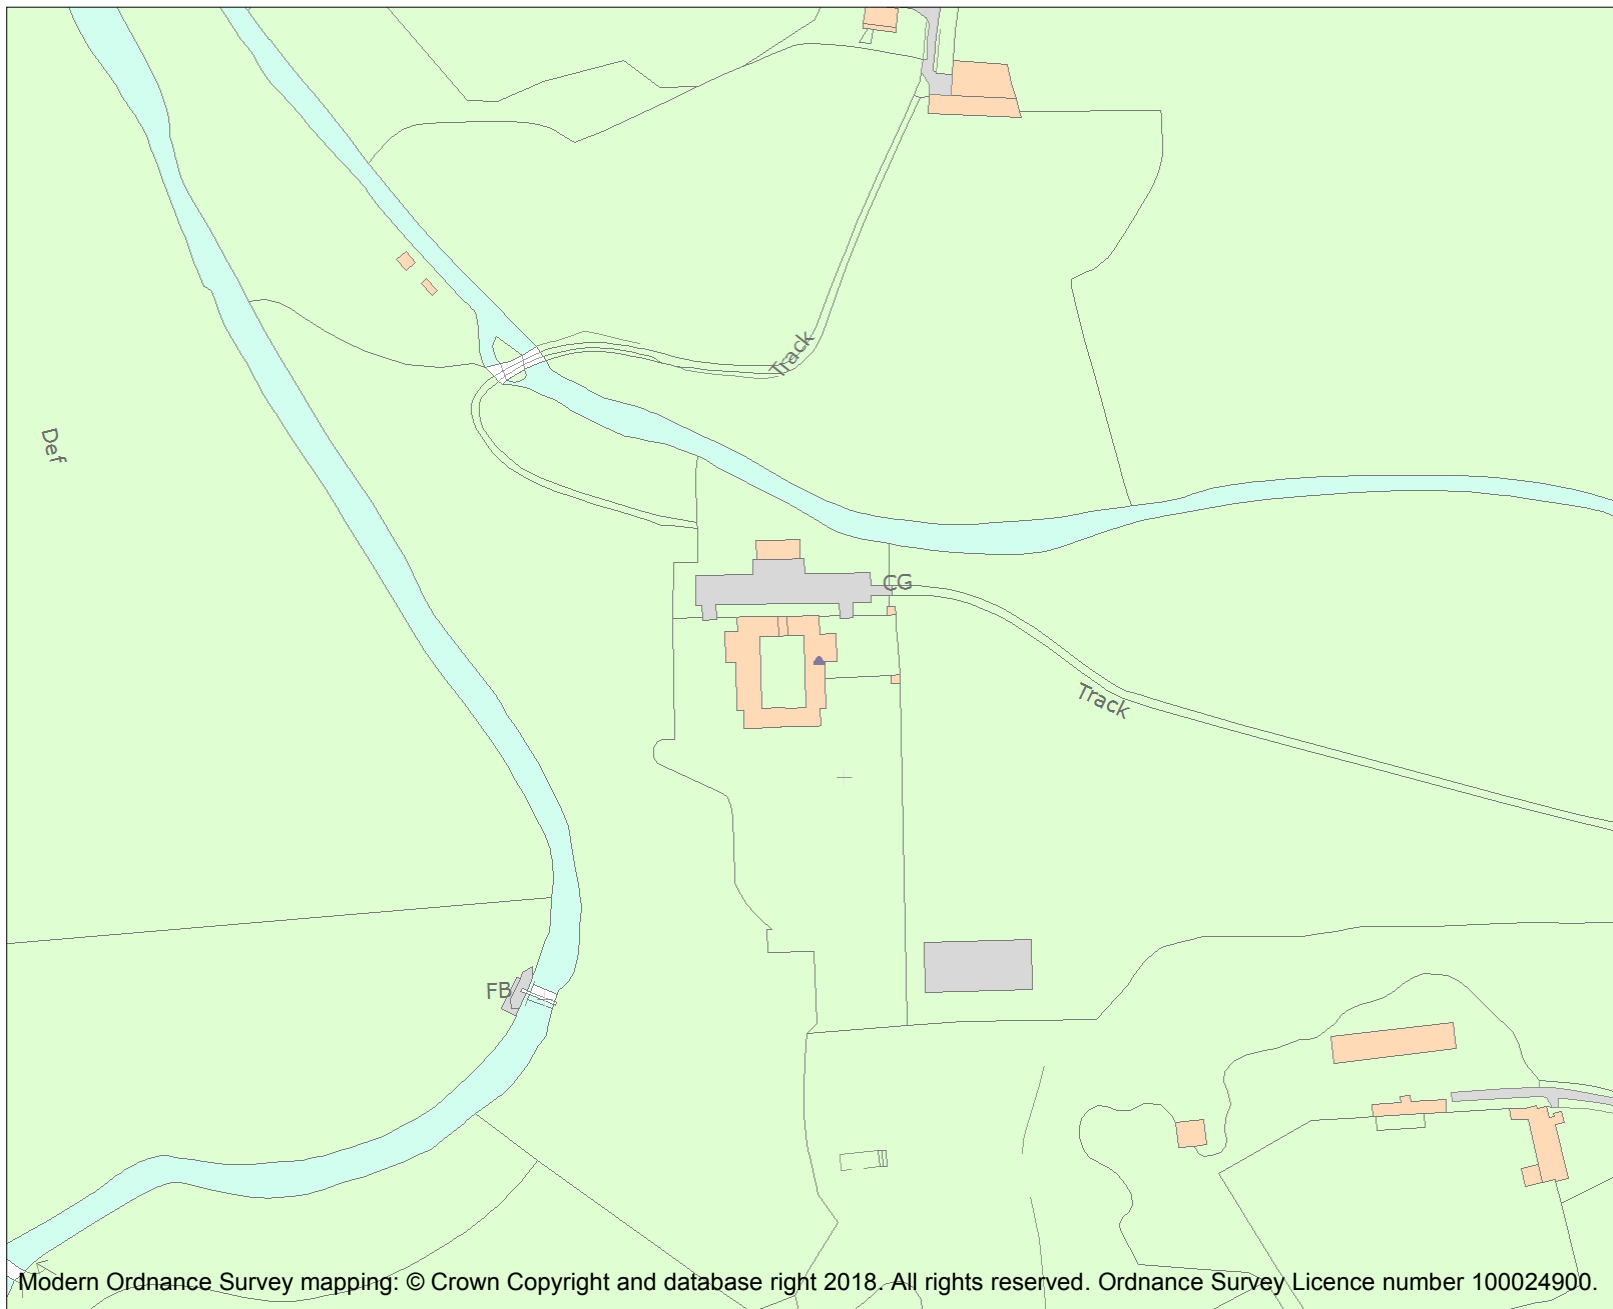 Track
Def
CG
Track
FB
Modern Ordnance Survey mapping: © Crown Copyright and database right 2018. All rights reserved. Ordnance Survey Licence number 100024900.